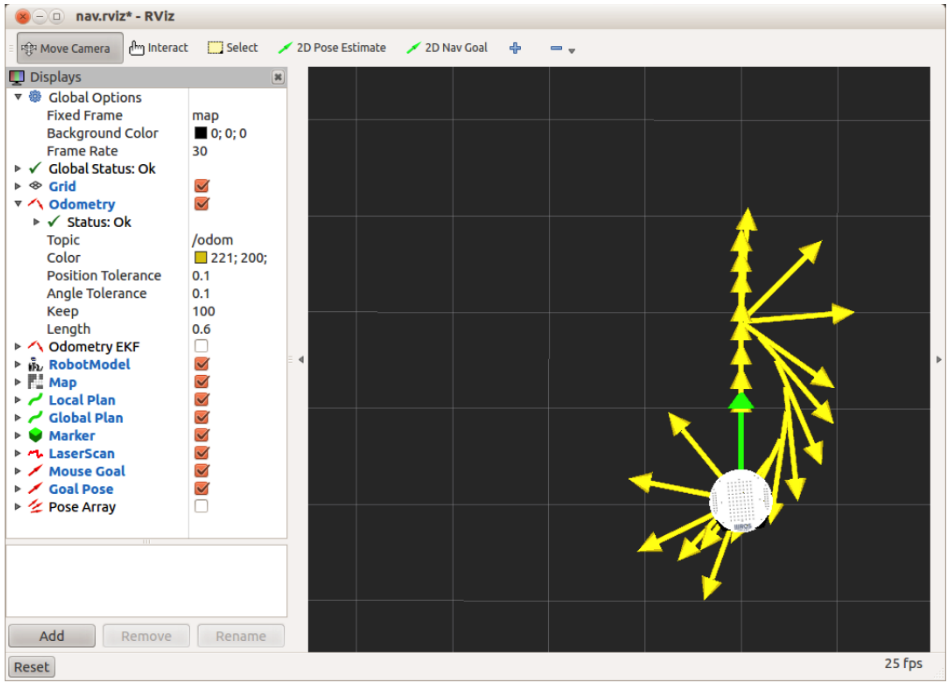 nav.rviz* - RViz
Move Camera Interact Select 2D Pose Estimate 2D Nav Goal
Displays
Global Options
Fixed Frame map
Background Color 0; 0; 0
Frame Rate 30
Global Status: Ok
Grid
Odometry
Status: Ok
Topic /odom
Color 221; 200;
Position Tolerance 0.1
Angle Tolerance 0.1
Keep 100
Length 0.6
Odometry EKF
RobotModel
Map
Local Plan
Global Plan
Marker
LaserScan
Mouse Goal
Goal Pose
Pose Array
Add Remove Rename
Reset 25 fps